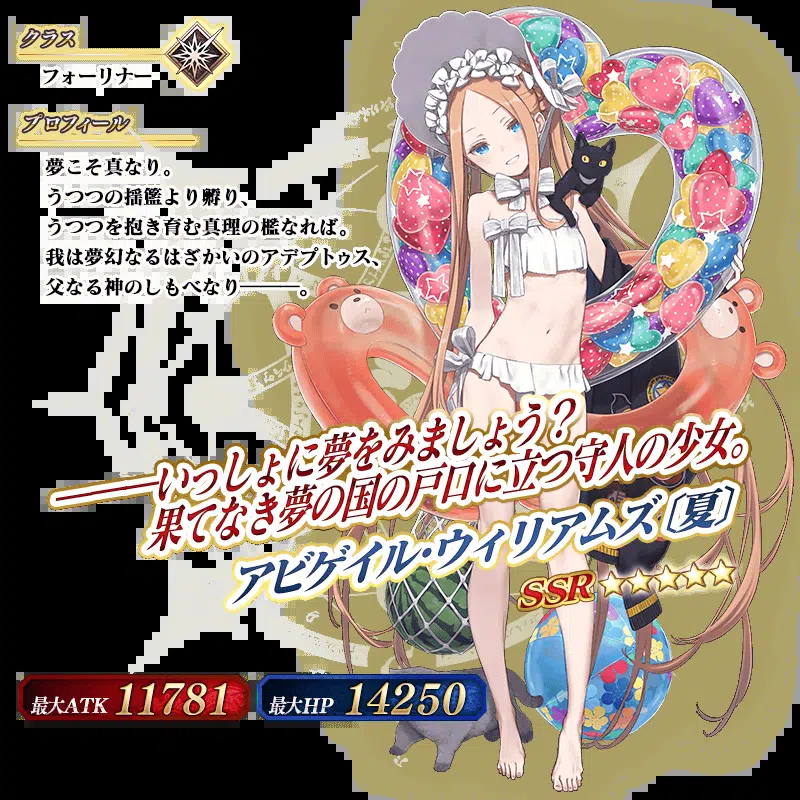 クラス
フォーリナー
プロフィール
夢こそ真なり。
うつつの揺籃より孵り、
うつつを抱き育む真理の檻なれば。
我は夢幻なるはざかいのアデプトゥス、
父なる神のしもべなり───。
───いっしょに夢をみましょう?
果てなき夢の国の戸口に立つ守人の少女。
アビゲイル・ウィリアムズ〔夏〕
SSR ★★★★★
最大ATK 11781
最大HP 14250